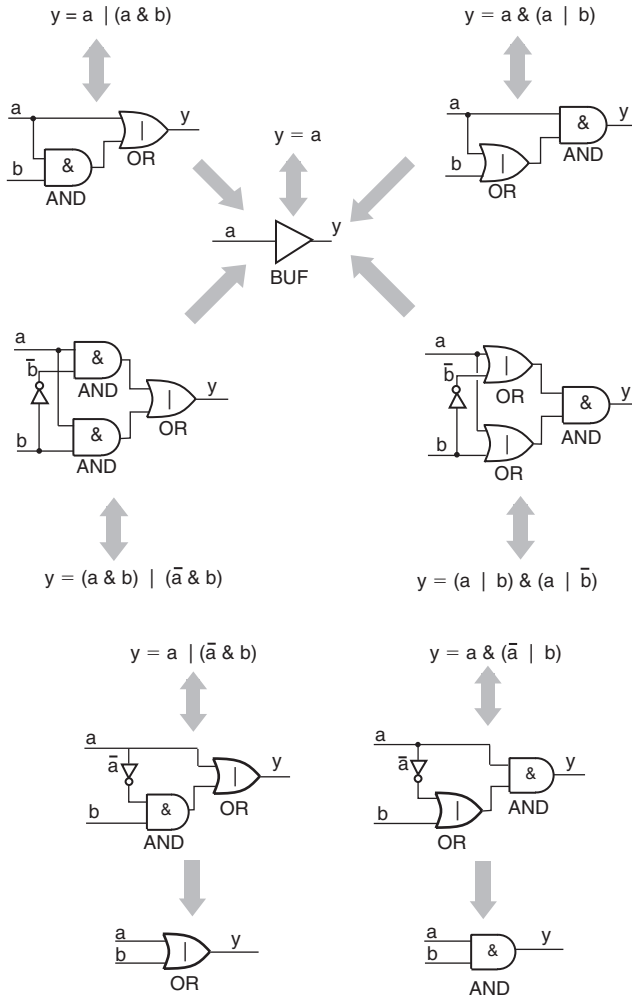 y = a | (a & b)
y = a & (a | b)
a
y
b
&
|
OR
AND
y = a
a
y
BUF
a
y
b
|
&
OR
AND
a
b̅
&
AND
y
|
b
&
OR
AND
a
b̅
|
OR
y
&
b
|
AND
OR
y = (a & b) | (a̅ & b)
y = (a | b) & (a | b̅)
y = a | (a̅ & b)
y = a & (a̅ | b)
a
a̅
y
|
b
&
OR
AND
a
a̅
y
&
b
|
AND
OR
a
b
|
y
OR
a
b
&
y
AND